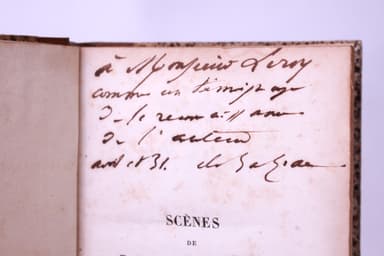 à Monsieur Leroy
comme un témoignage
de la reconnaissance
de l'auteur
avril 1831. de Balzac
SCÈNES
DE